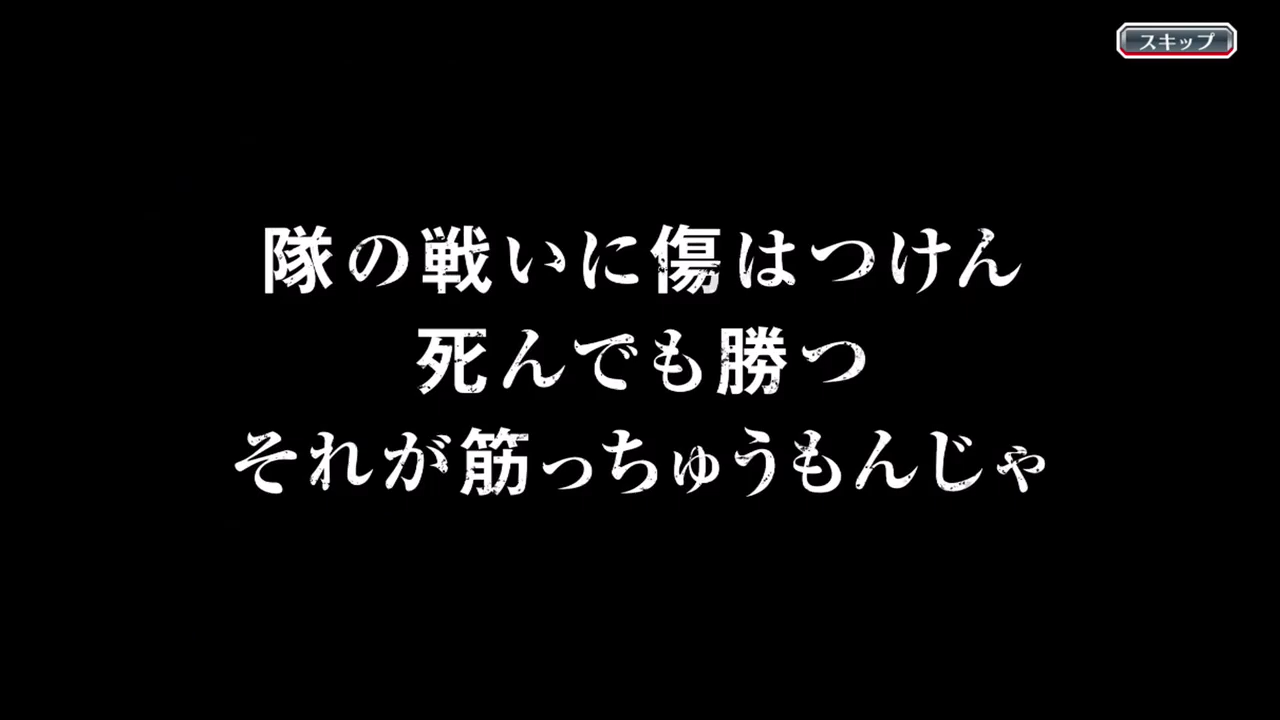 スキップ
隊の戦いに傷はつけん
死んでも勝つ
それが筋っちゅうもんじゃ